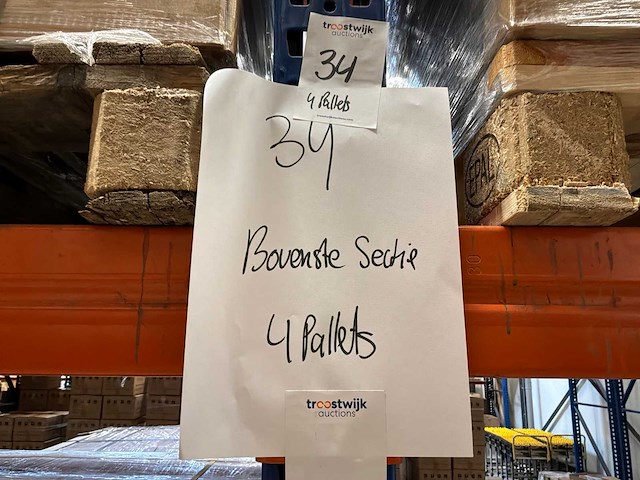 troostwijk
auctions
34
4 Pallets
34
Bovenste Sectie
4 Pallets
EPAL
troostwijk
auctions